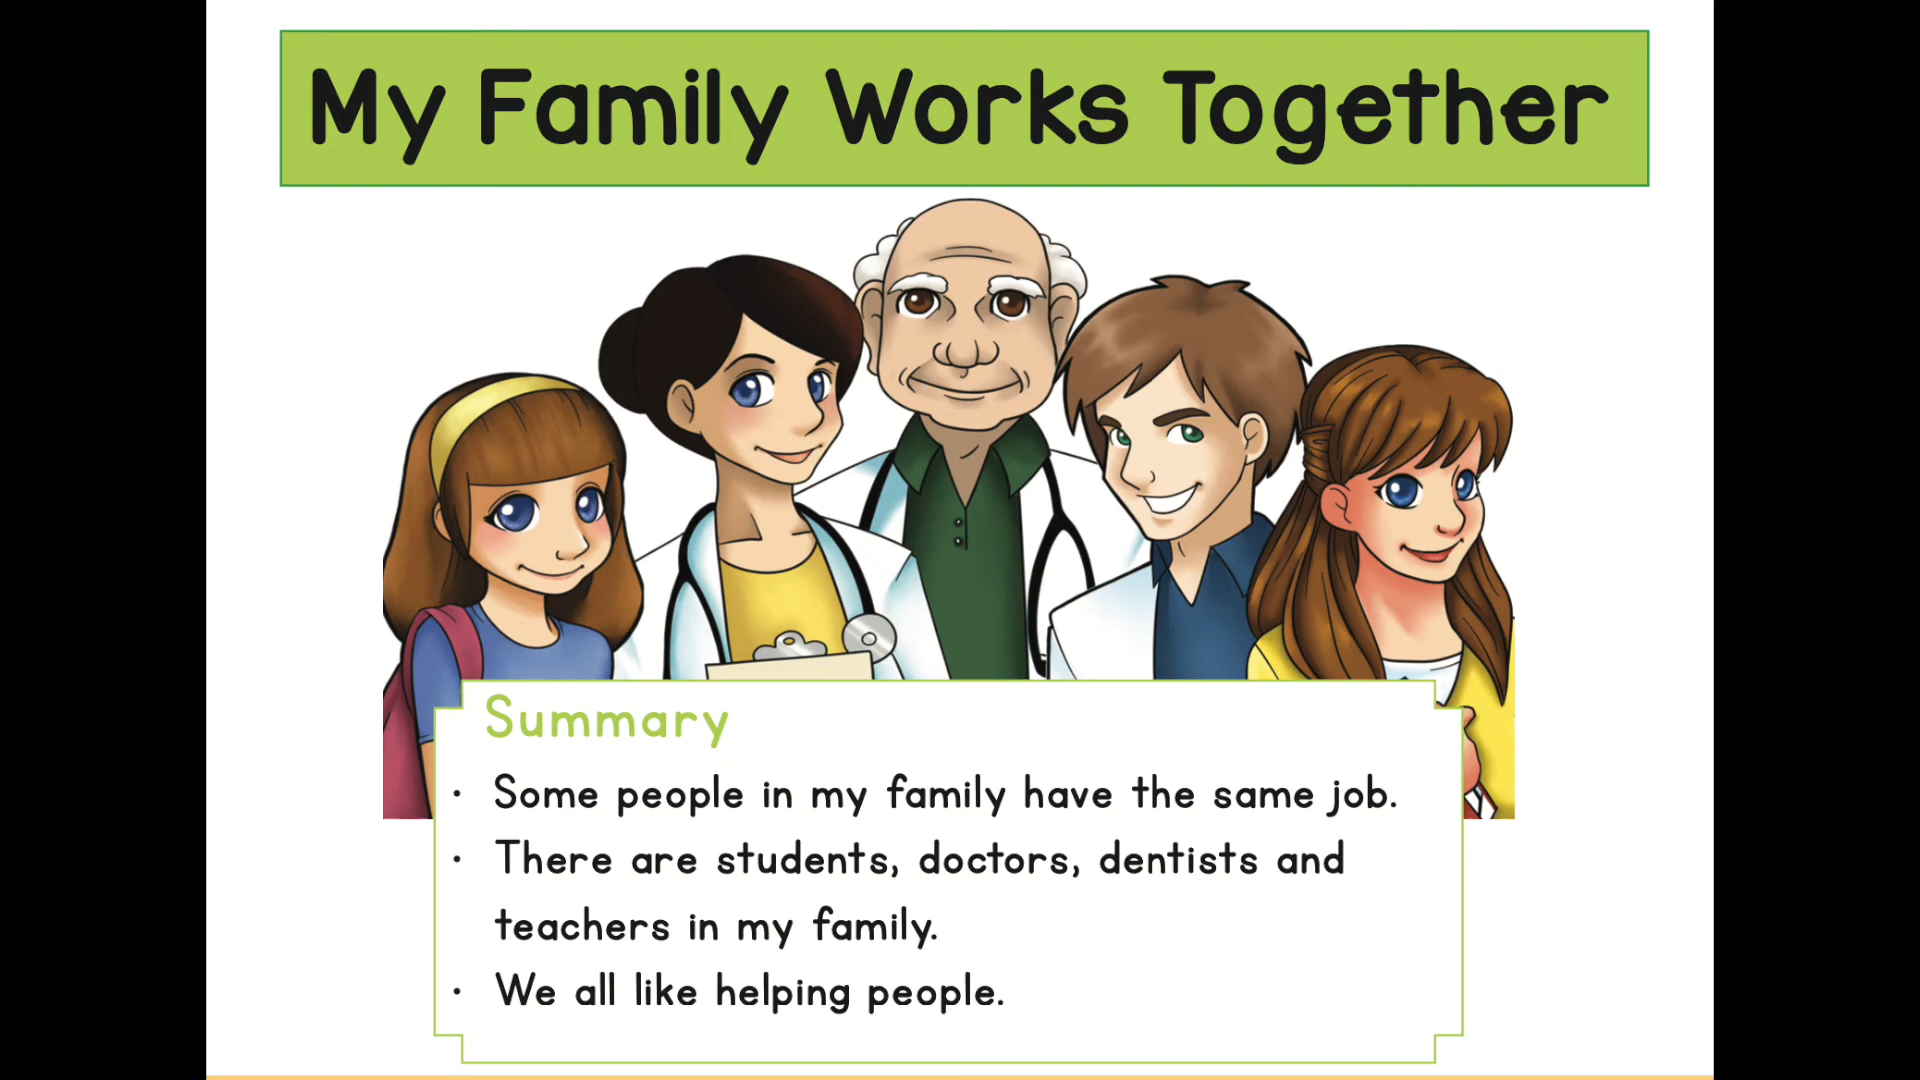 My Family Works Together
Summary
· Some people in my family have the same job.
· There are students, doctors, dentists and
teachers in my family.
· We all like helping people.